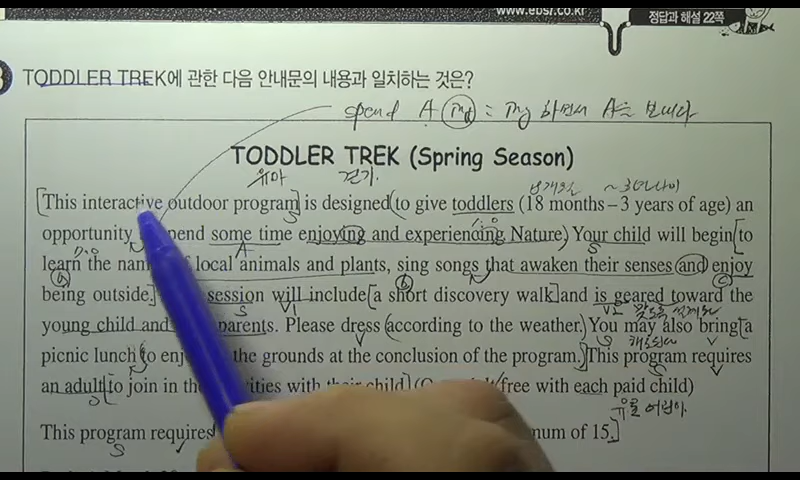 www.ebsi.co.kr
정답과 해설 22쪽
TODDLER TREK에 관한 다음 안내문의 내용과 일치하는 것은?
spend A ing = ing 하면서 A를 보내다
TODDLER TREK (Spring Season)
유아 걷기
18개월 ~ 3년나이
This interactive outdoor program is designed to give toddlers (18 months – 3 years of age) an
opportunity spend some time enjoying and experiencing Nature. Your child will begin to
learn the local animals and plants, sing songs that awaken their senses and enjoy
being outside. session will include a short discovery walk and is geared toward the
young child and parents. Please dress according to the weather. You may also bring a
picnic lunch to the grounds at the conclusion of the program. This program requires
an adult to join in the with their child free with each paid child)
유료 어린이
This program requires of 15.